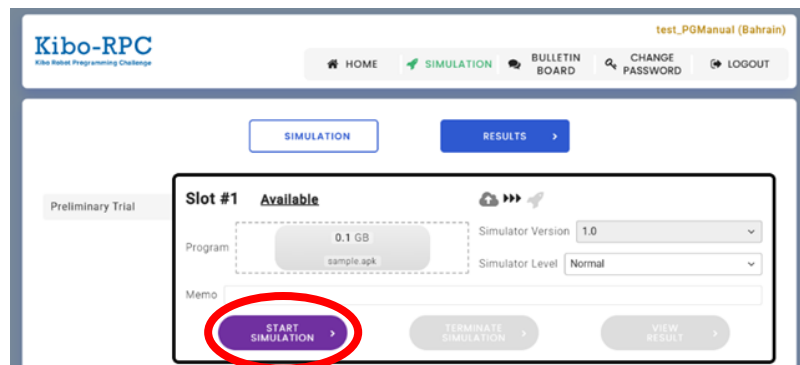 test_PGManual (Bahrain)
Kibo-RPC
Kibo Robot Programming Challenge
HOME
SIMULATION
BULLETIN
BOARD
CHANGE
PASSWORD
LOGOUT
SIMULATION
RESULTS
Preliminary Trial
Slot #1 Available
Program
0.1 GB
sample.apk
Simulator Version 1.0
Simulator Level Normal
Memo
START
SIMULATION
TERMINATE
SIMULATION
VIEW
RESULT